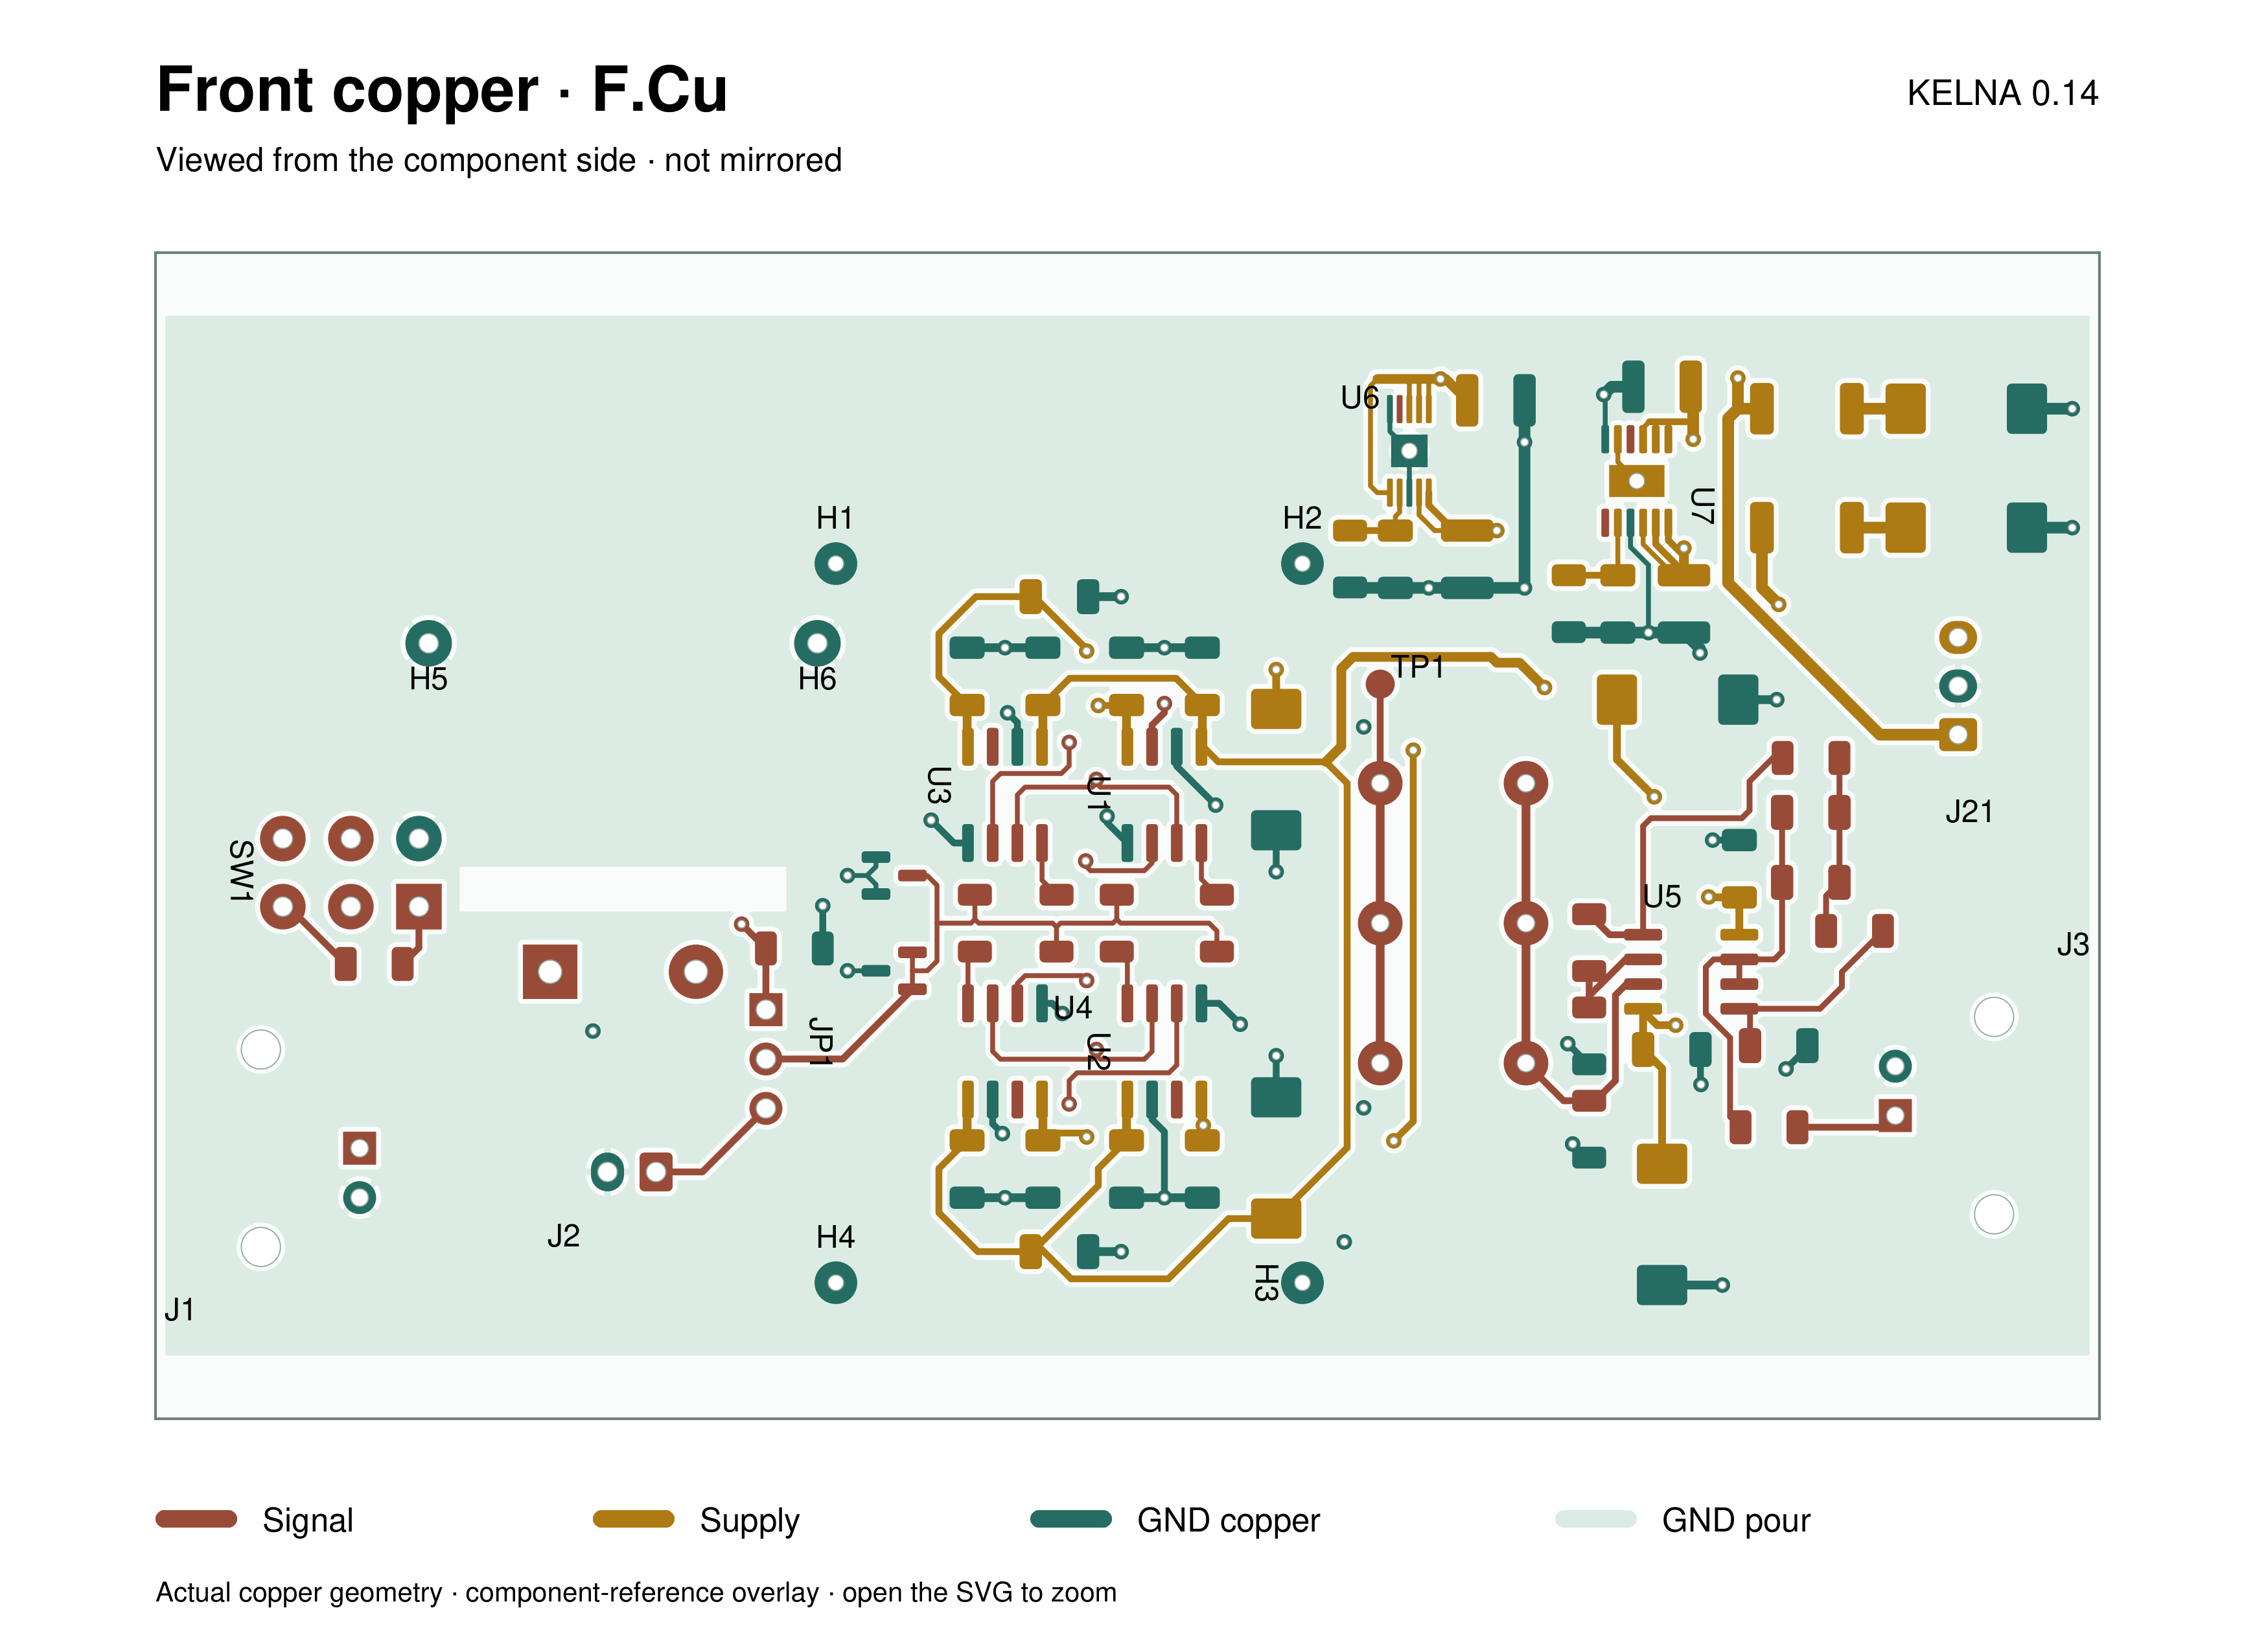 Front copper · F.Cu
KELNA 0.14
Viewed from the component side · not mirrored
U6
U7
H1
H2
H5
H6
TP1
U3
U1
J21
SW1
U5
J3
U4
JP1
U2
J2
H4
H3
J1
Signal
Supply
GND copper
GND pour
Actual copper geometry · component-reference overlay · open the SVG to zoom